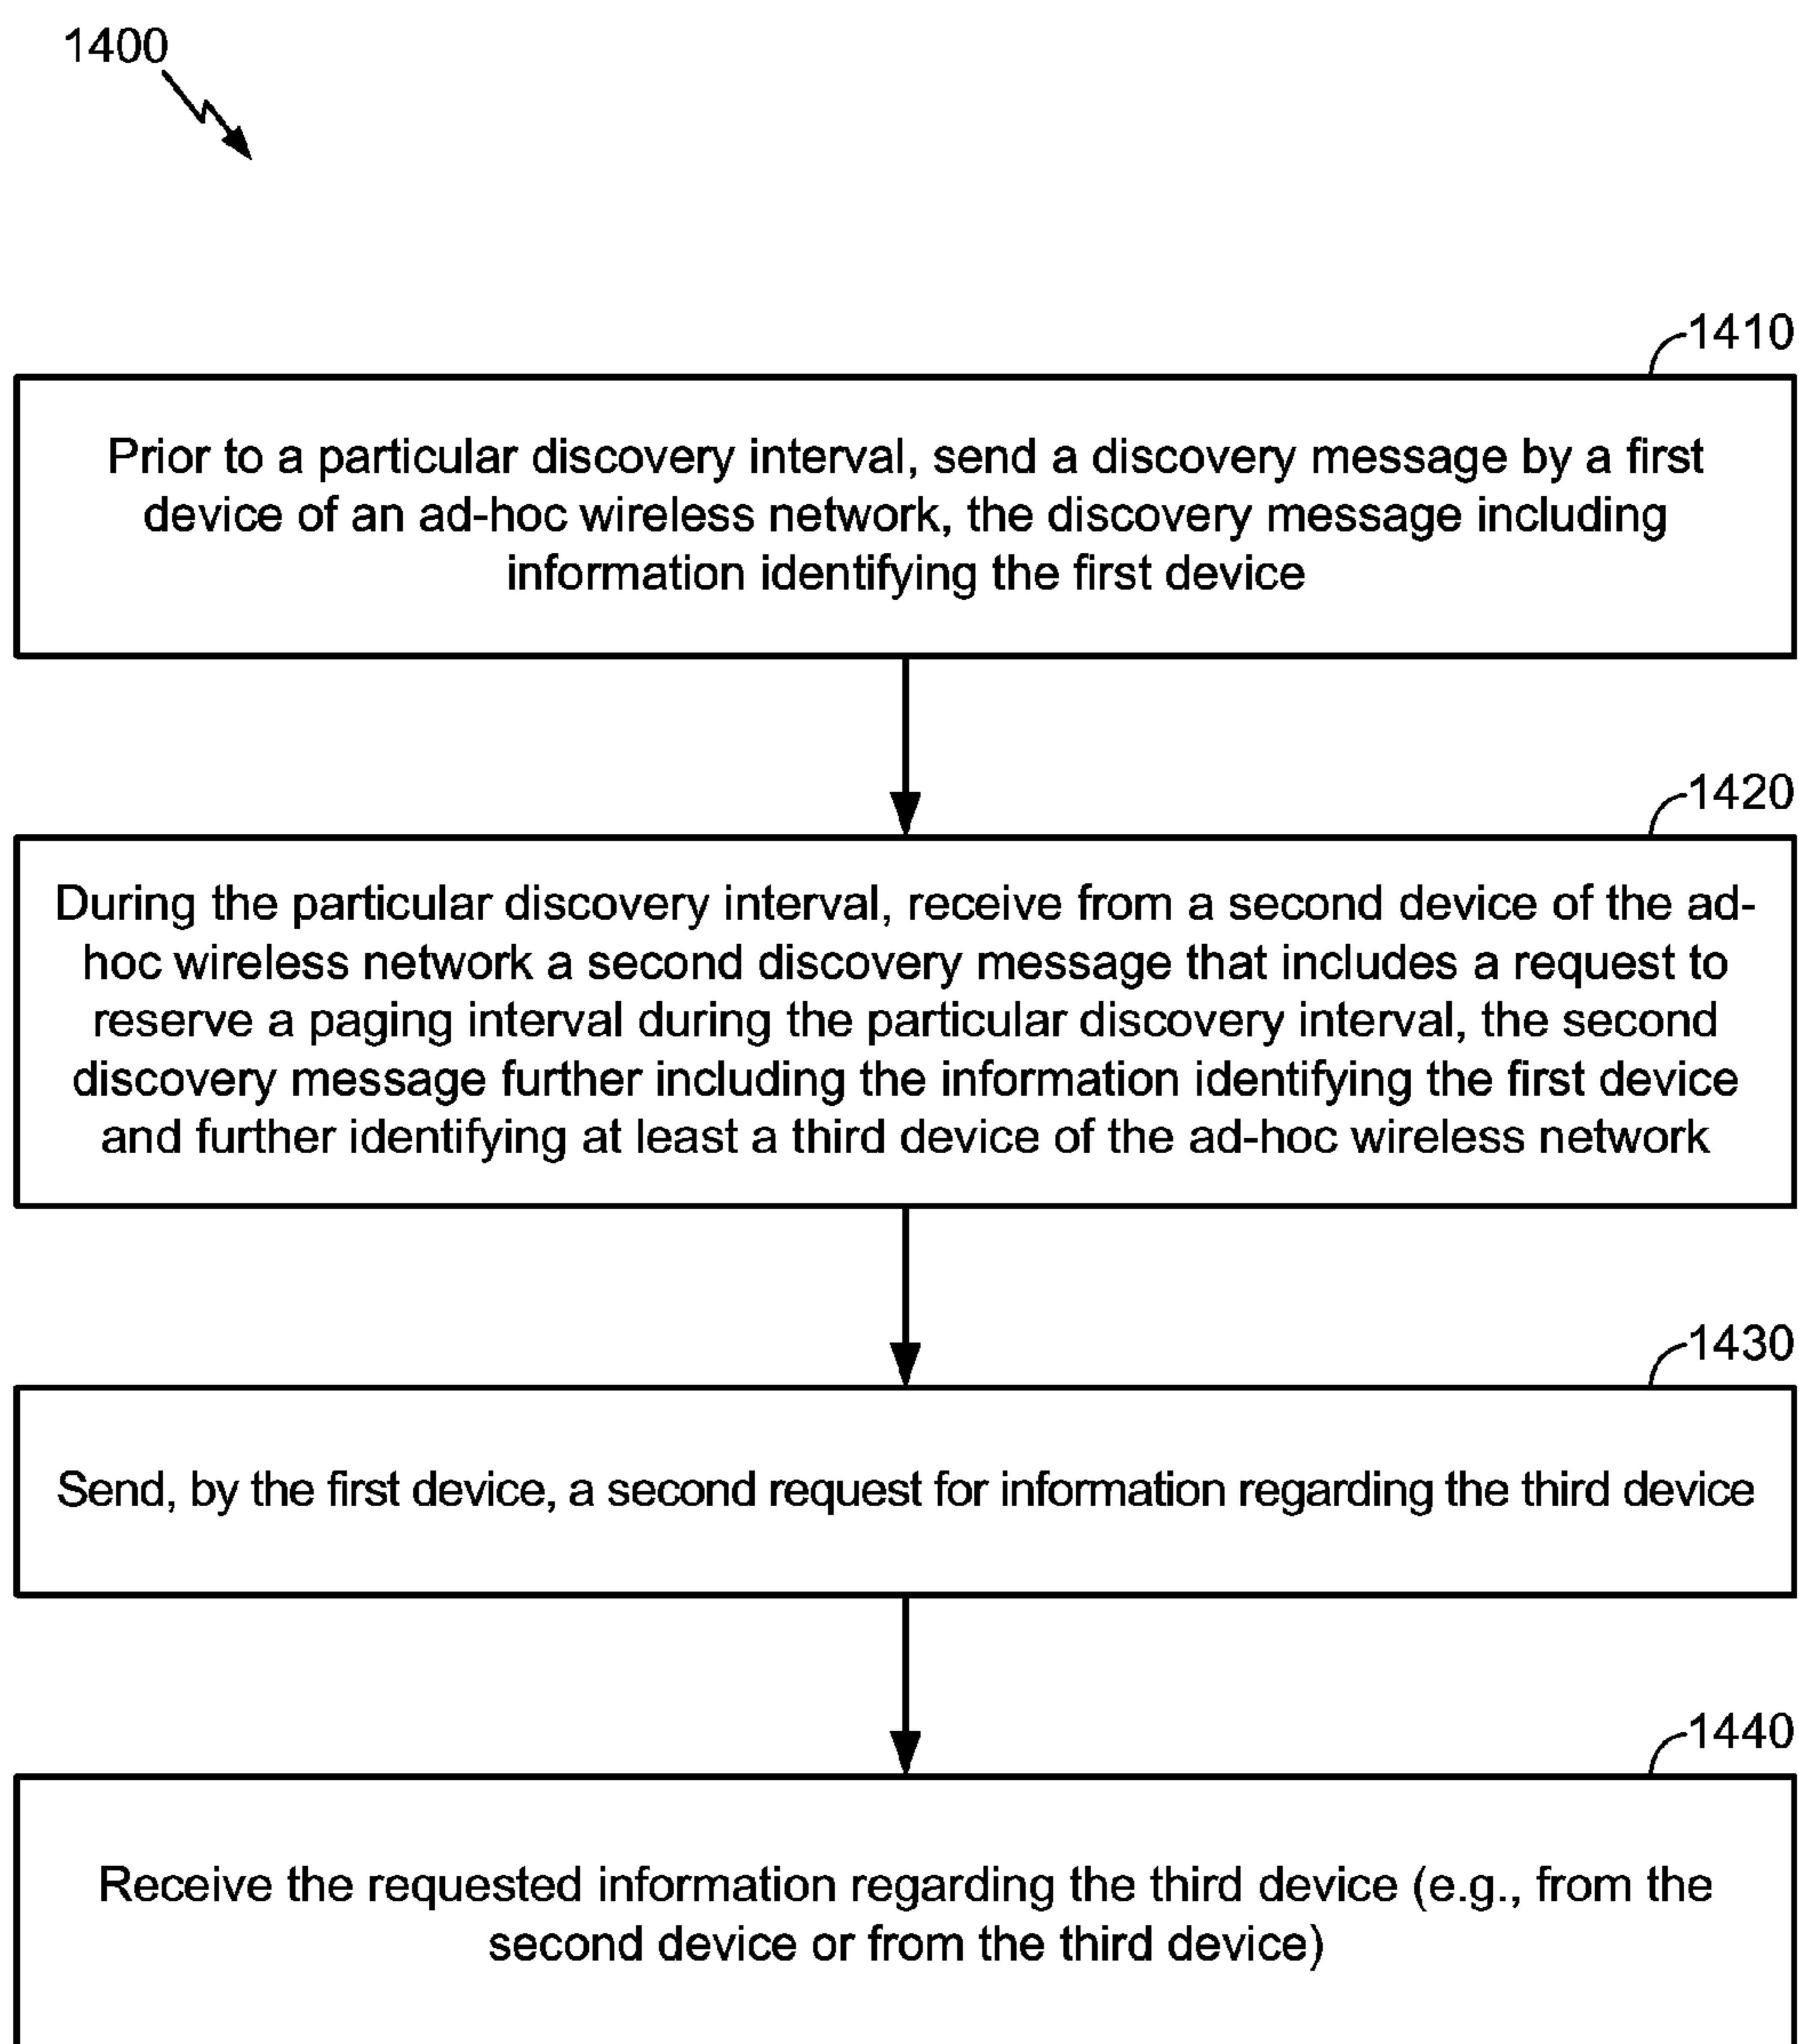 1400
1410
Prior to a particular discovery interval, send a discovery message by a first
device of an ad-hoc wireless network, the discovery message including
information identifying the first device
1420
During the particular discovery interval, receive from a second device of the ad-
hoc wireless network a second discovery message that includes a request to
reserve a paging interval during the particular discovery interval, the second
discovery message further including the information identifying the first device
and further identifying at least a third device of the ad-hoc wireless network
1430
Send, by the first device, a second request for information regarding the third device
1440
Receive the requested information regarding the third device (e.g., from the
second device or from the third device)